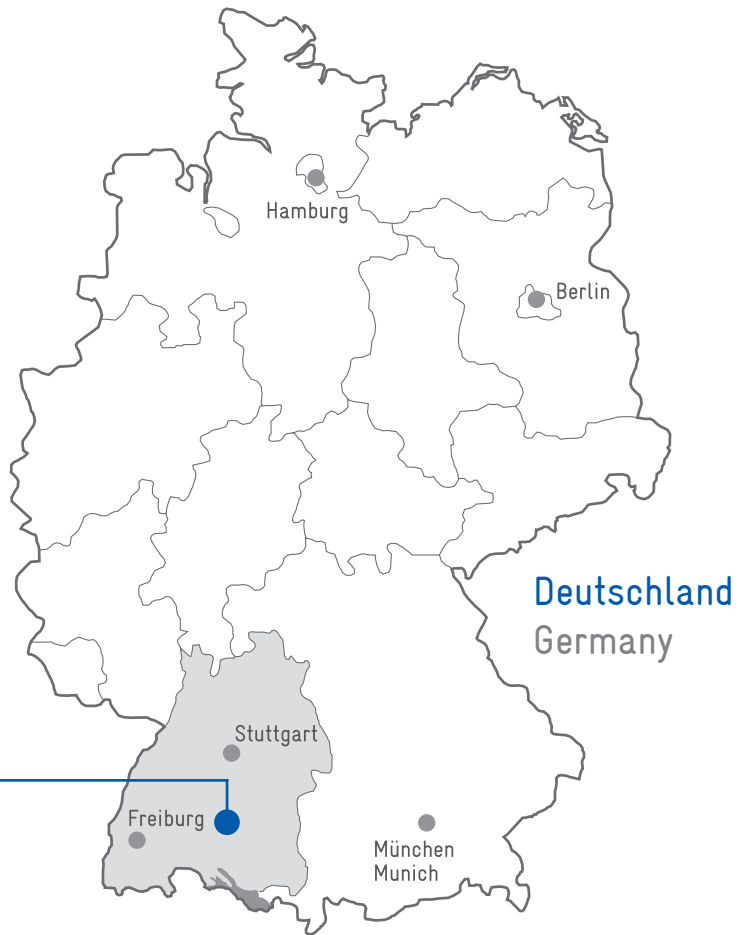 Hamburg
Berlin
Deutschland
Germany
Stuttgart
Freiburg
München
Munich